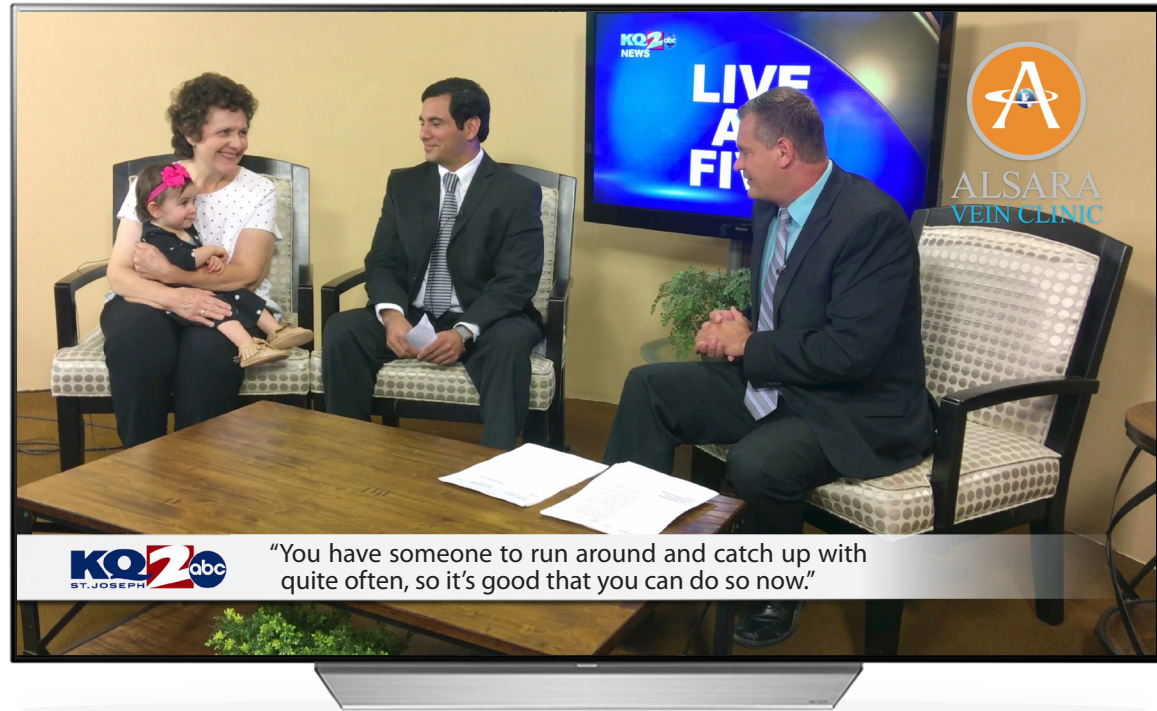 KQ2 abc
NEWS
LIVE
A
FIV
A
ALSARA
VEIN CLINIC
KQ2 abc
ST. JOSEPH
“You have someone to run around and catch up with
quite often, so it’s good that you can do so now.”